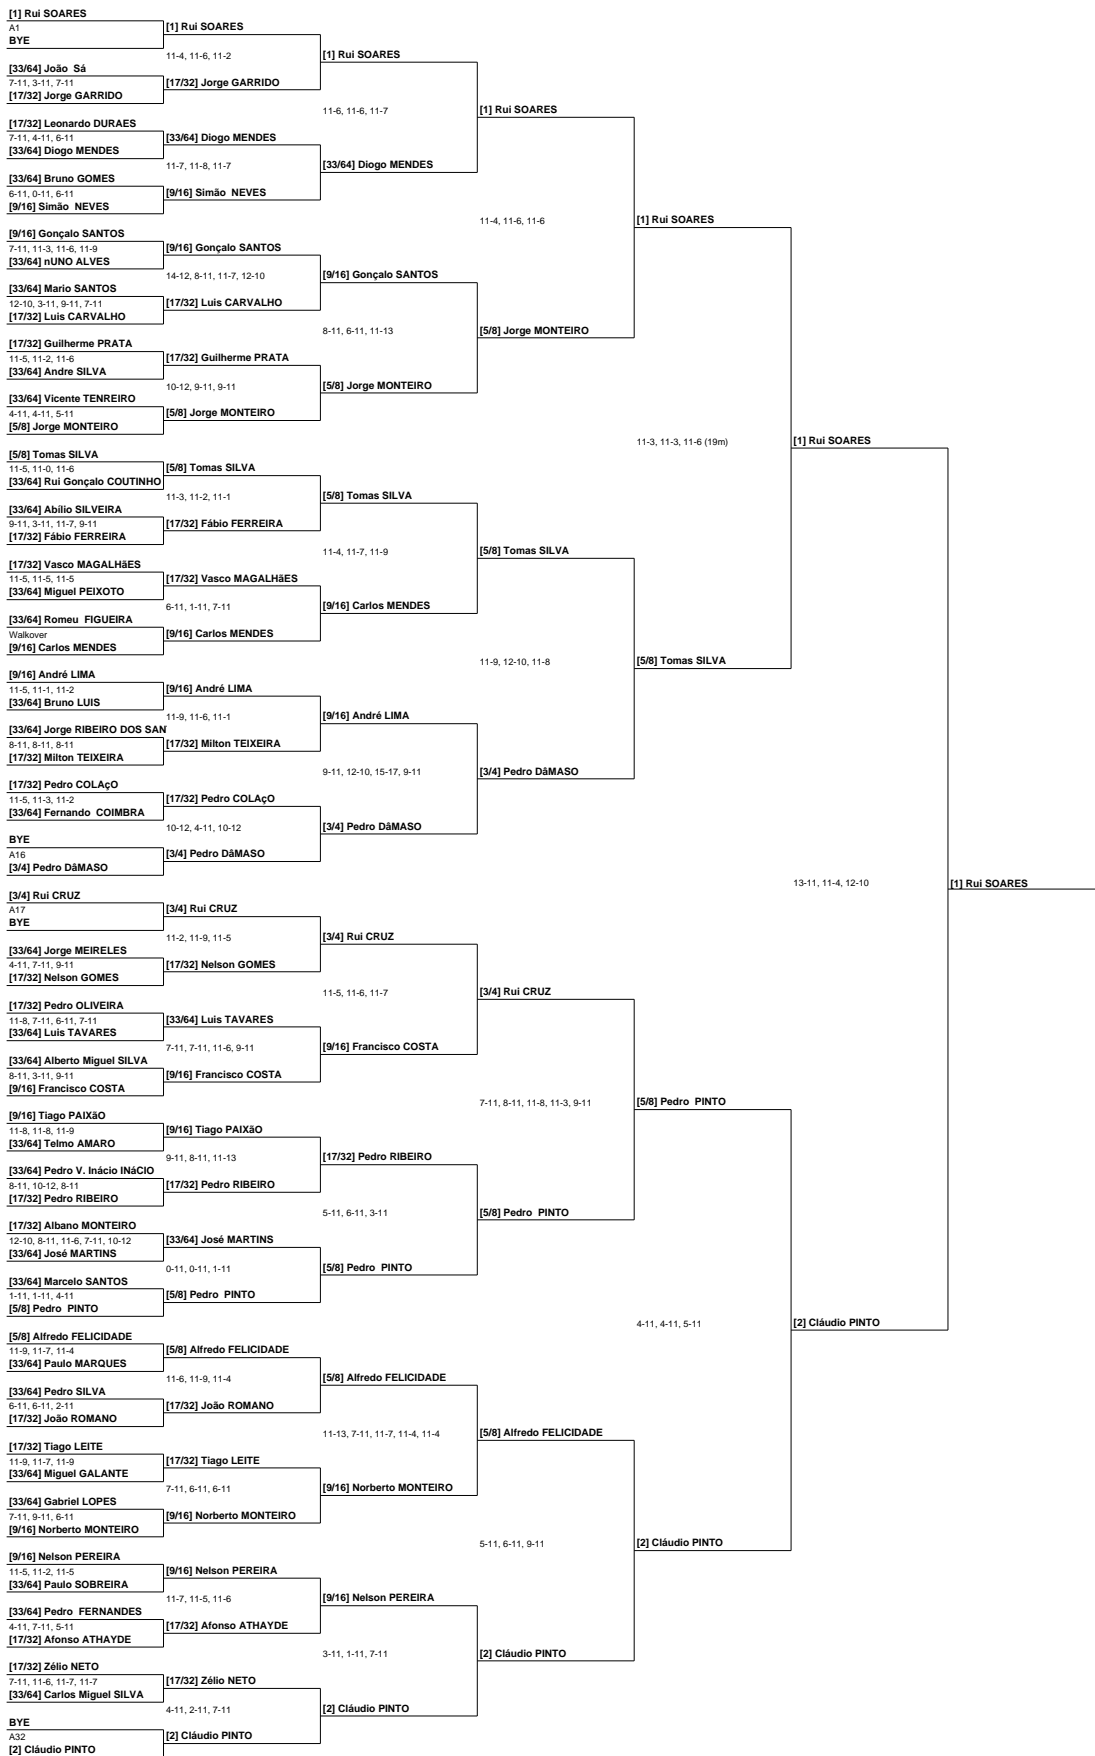 [1] Rui SOARES
A1
BYE
[33/64] João  Sá
7-11, 3-11, 7-11
[17/32] Jorge GARRIDO
[17/32] Leonardo DURAES
7-11, 4-11, 6-11
[33/64] Diogo MENDES
[33/64] Bruno GOMES
6-11, 0-11, 6-11
[9/16] Simão  NEVES
[9/16] Gonçalo SANTOS
7-11, 11-3, 11-6, 11-9
[33/64] nUNO ALVES
[33/64] Mario SANTOS
12-10, 3-11, 9-11, 7-11
[17/32] Luis CARVALHO
[17/32] Guilherme PRATA
11-5, 11-2, 11-6
[33/64] Andre SILVA
[33/64] Vicente TENREIRO
4-11, 4-11, 5-11
[5/8] Jorge MONTEIRO
[5/8] Tomas SILVA
11-5, 11-0, 11-6
[33/64] Rui Gonçalo COUTINHO
[33/64] Abílio SILVEIRA
9-11, 3-11, 11-7, 9-11
[17/32] Fábio FERREIRA
[17/32] Vasco MAGALHãES
11-5, 11-5, 11-5
[33/64] Miguel PEIXOTO
[33/64] Romeu  FIGUEIRA
Walkover
[9/16] Carlos MENDES
[9/16] André LIMA
11-5, 11-1, 11-2
[33/64] Bruno LUIS
[33/64] Jorge RIBEIRO DOS SAN
8-11, 8-11, 8-11
[17/32] Milton TEIXEIRA
[17/32] Pedro COLAçO
11-5, 11-3, 11-2
[33/64] Fernando  COIMBRA
BYE
A16
[3/4] Pedro DâMASO
[3/4] Rui CRUZ
A17
BYE
[33/64] Jorge MEIRELES
4-11, 7-11, 9-11
[17/32] Nelson GOMES
[17/32] Pedro OLIVEIRA
11-8, 7-11, 6-11, 7-11
[33/64] Luis TAVARES
[33/64] Alberto Miguel SILVA
8-11, 3-11, 9-11
[9/16] Francisco COSTA
[9/16] Tiago PAIXãO
11-8, 11-8, 11-9
[33/64] Telmo AMARO
[33/64] Pedro V. Inácio INáCIO
8-11, 10-12, 8-11
[17/32] Pedro RIBEIRO
[17/32] Albano MONTEIRO
12-10, 8-11, 11-6, 7-11, 10-12
[33/64] José MARTINS
[33/64] Marcelo SANTOS
1-11, 1-11, 4-11
[5/8] Pedro  PINTO
[5/8] Alfredo FELICIDADE
11-9, 11-7, 11-4
[33/64] Paulo MARQUES
[33/64] Pedro SILVA
6-11, 6-11, 2-11
[17/32] João ROMANO
[17/32] Tiago LEITE
11-9, 11-7, 11-9
[33/64] Miguel GALANTE
[33/64] Gabriel LOPES
7-11, 9-11, 6-11
[9/16] Norberto MONTEIRO
[9/16] Nelson PEREIRA
11-5, 11-2, 11-5
[33/64] Paulo SOBREIRA
[33/64] Pedro  FERNANDES
4-11, 7-11, 5-11
[17/32] Afonso ATHAYDE
[17/32] Zélio NETO
7-11, 11-6, 11-7, 11-7
[33/64] Carlos Miguel SILVA
BYE
A32
[2] Cláudio PINTO
[1] Rui SOARES
11-4, 11-6, 11-2
[17/32] Jorge GARRIDO
[33/64] Diogo MENDES
11-7, 11-8, 11-7
[9/16] Simão  NEVES
[9/16] Gonçalo SANTOS
14-12, 8-11, 11-7, 12-10
[17/32] Luis CARVALHO
[17/32] Guilherme PRATA
10-12, 9-11, 9-11
[5/8] Jorge MONTEIRO
[5/8] Tomas SILVA
11-3, 11-2, 11-1
[17/32] Fábio FERREIRA
[17/32] Vasco MAGALHãES
6-11, 1-11, 7-11
[9/16] Carlos MENDES
[9/16] André LIMA
11-9, 11-6, 11-1
[17/32] Milton TEIXEIRA
[17/32] Pedro COLAçO
10-12, 4-11, 10-12
[3/4] Pedro DâMASO
[3/4] Rui CRUZ
11-2, 11-9, 11-5
[17/32] Nelson GOMES
[33/64] Luis TAVARES
7-11, 7-11, 11-6, 9-11
[9/16] Francisco COSTA
[9/16] Tiago PAIXãO
9-11, 8-11, 11-13
[17/32] Pedro RIBEIRO
[33/64] José MARTINS
0-11, 0-11, 1-11
[5/8] Pedro  PINTO
[5/8] Alfredo FELICIDADE
11-6, 11-9, 11-4
[17/32] João ROMANO
[17/32] Tiago LEITE
7-11, 6-11, 6-11
[9/16] Norberto MONTEIRO
[9/16] Nelson PEREIRA
11-7, 11-5, 11-6
[17/32] Afonso ATHAYDE
[17/32] Zélio NETO
4-11, 2-11, 7-11
[2] Cláudio PINTO
[1] Rui SOARES
11-6, 11-6, 11-7
[33/64] Diogo MENDES
[9/16] Gonçalo SANTOS
8-11, 6-11, 11-13
[5/8] Jorge MONTEIRO
[5/8] Tomas SILVA
11-4, 11-7, 11-9
[9/16] Carlos MENDES
[9/16] André LIMA
9-11, 12-10, 15-17, 9-11
[3/4] Pedro DâMASO
[3/4] Rui CRUZ
11-5, 11-6, 11-7
[9/16] Francisco COSTA
[17/32] Pedro RIBEIRO
5-11, 6-11, 3-11
[5/8] Pedro  PINTO
[5/8] Alfredo FELICIDADE
11-13, 7-11, 11-7, 11-4, 11-4
[9/16] Norberto MONTEIRO
[9/16] Nelson PEREIRA
3-11, 1-11, 7-11
[2] Cláudio PINTO
[1] Rui SOARES
11-4, 11-6, 11-6
[5/8] Jorge MONTEIRO
[5/8] Tomas SILVA
11-9, 12-10, 11-8
[3/4] Pedro DâMASO
[3/4] Rui CRUZ
7-11, 8-11, 11-8, 11-3, 9-11
[5/8] Pedro  PINTO
[5/8] Alfredo FELICIDADE
5-11, 6-11, 9-11
[2] Cláudio PINTO
[1] Rui SOARES
11-3, 11-3, 11-6 (19m)
[5/8] Tomas SILVA
[5/8] Pedro  PINTO
4-11, 4-11, 5-11
[2] Cláudio PINTO
[1] Rui SOARES
13-11, 11-4, 12-10
[2] Cláudio PINTO
[1] Rui SOARES